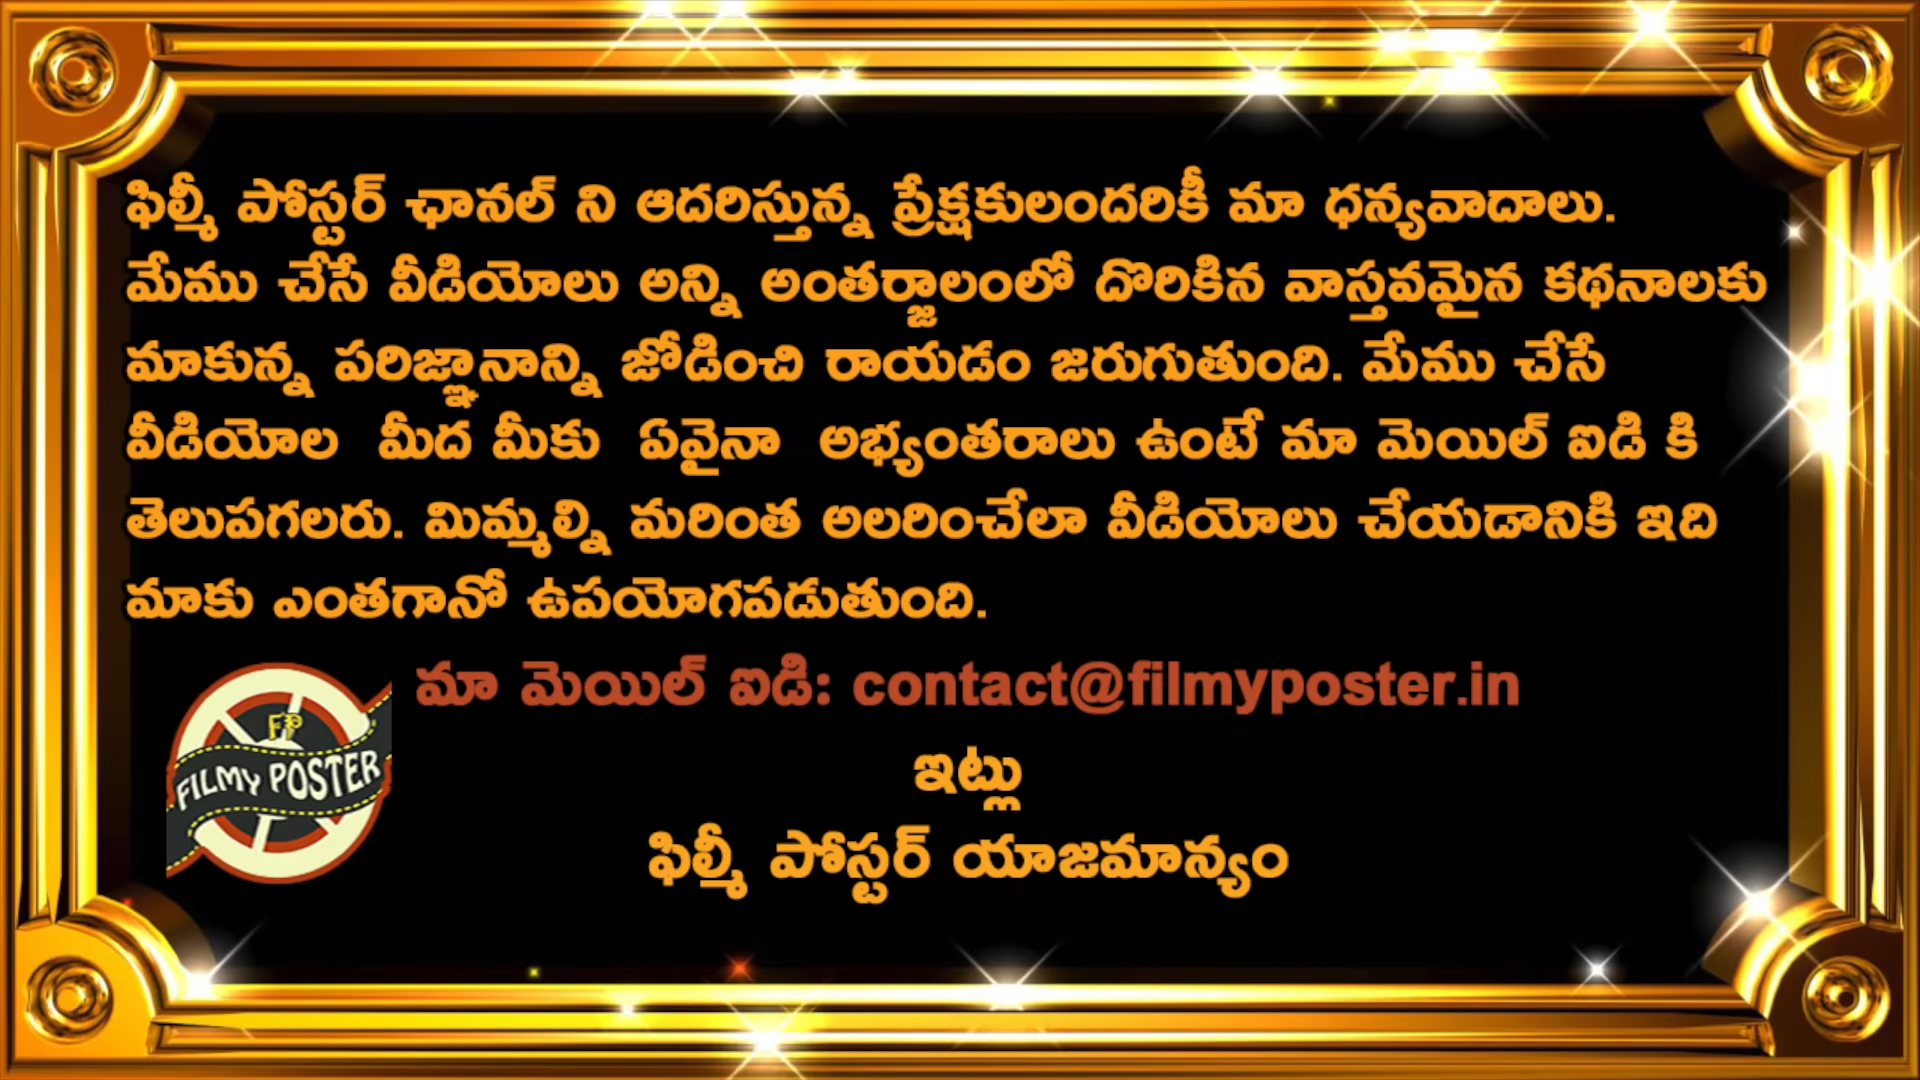 ఫిల్మీ పోస్టర్ ఛానల్ ని ఆదరిస్తున్న ప్రేక్షకులందరికీ మా ధన్యవాదాలు.
మేము చేసే వీడియోలు అన్ని అంతర్జాలంలో దొరికిన వాస్తవమైన కథనాలకు
మాకున్న పరిజ్ఞానాన్ని జోడించి రాయడం జరుగుతుంది. మేము చేసే
వీడియోల మీద మీకు ఏవైనా అభ్యంతరాలు ఉంటే మా మెయిల్ ఐడి కి
తెలుపగలరు. మిమ్మల్ని మరింత అలరించేలా వీడియోలు చేయడానికి ఇది
మాకు ఎంతగానో ఉపయోగపడుతుంది.
మా మెయిల్ ఐడి: contact@filmyposter.in
FP
FILMY POSTER
ఇట్లు
ఫిల్మీ పోస్టర్ యాజమాన్యం